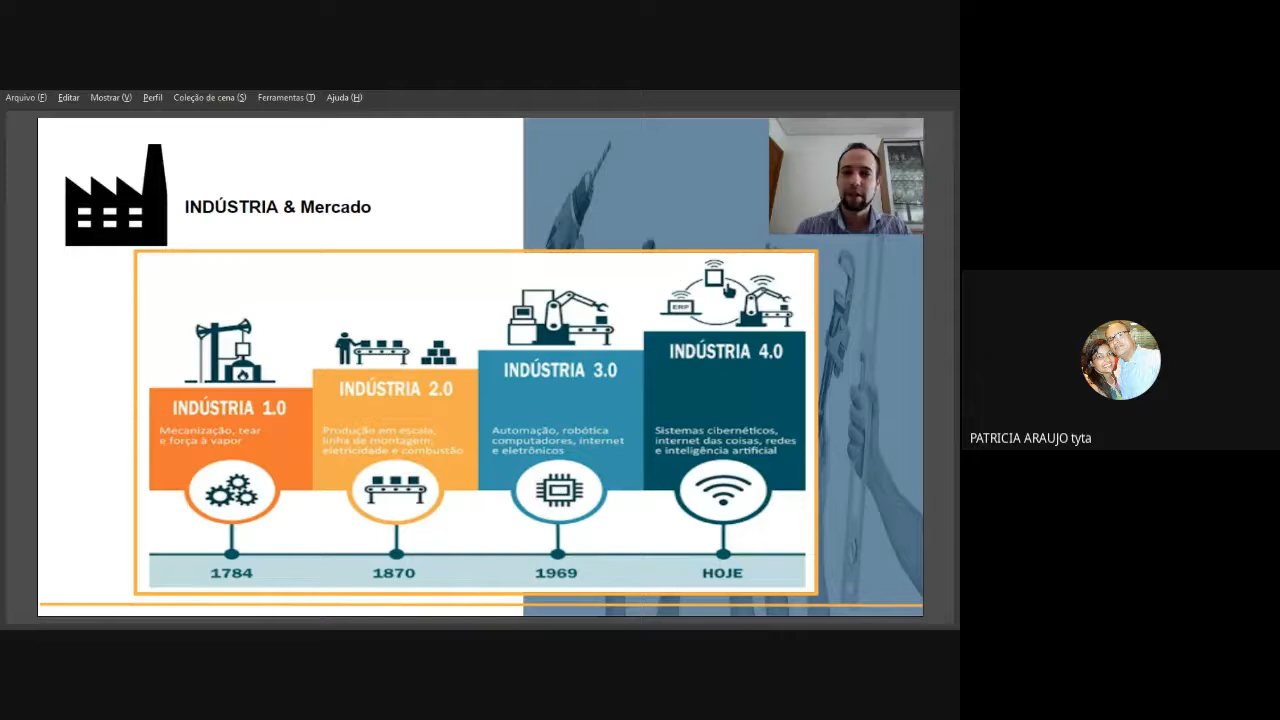 Arquivo (F) Editar Mostrar (V) Perfil Coleção de cena (S) Ferramentas (T) Ajuda (H)
INDÚSTRIA & Mercado
INDÚSTRIA 1.0
Mecanização, tear
e força à vapor
INDÚSTRIA 2.0
Produção em escala,
linha de montagem,
eletricidade e combustão
INDÚSTRIA 3.0
Automação, robótica
computadores, internet
e eletrônicos
ERP
INDÚSTRIA 4.0
Sistemas cibernéticos,
internet das coisas, redes
e inteligência artificial
1784
1870
1969
HOJE
PATRICIA ARAUJO tyta